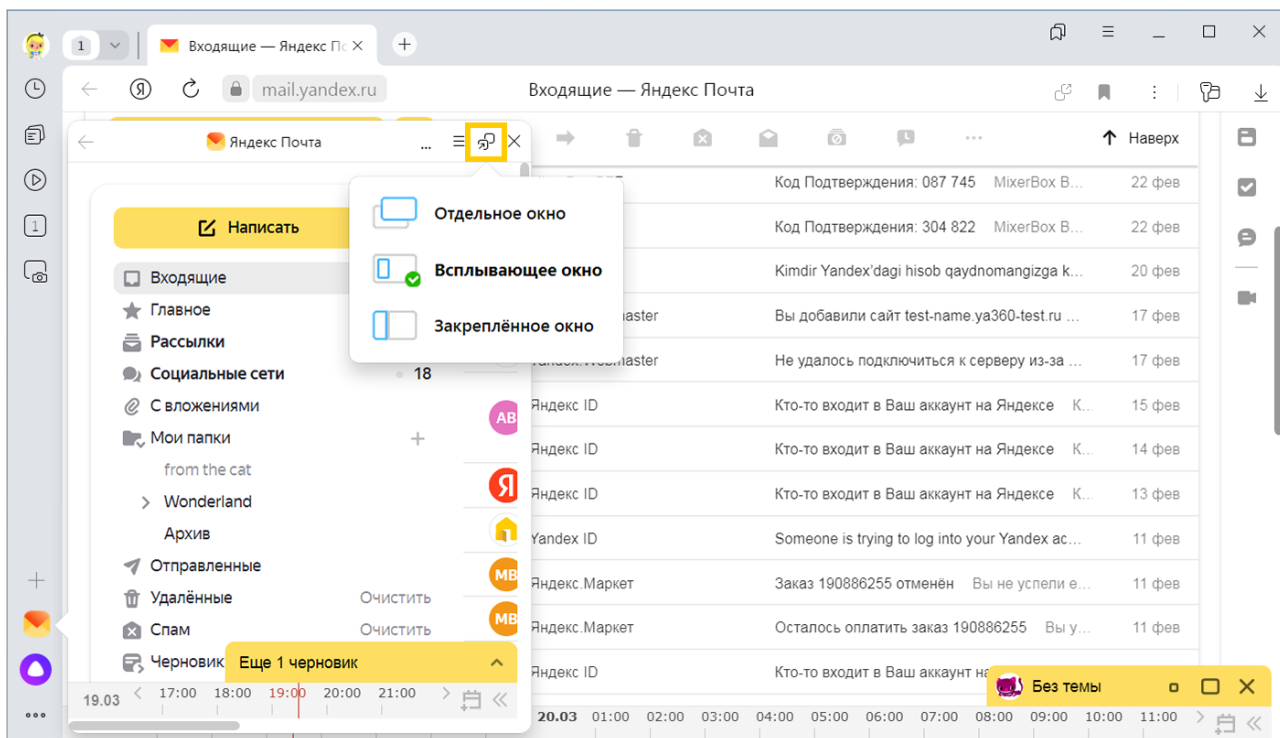 1
Входящие — Яндекс По
Я
mail.yandex.ru
Входящие — Яндекс Почта
1
Яндекс Почта
...
Отдельное окно
Всплывающее окно
Закреплённое окно
Написать
Входящие
Главное
Рассылки
Социальные сети 18
С вложениями
Мои папки
from the cat
Wonderland
Архив
Отправленные
Удалённые Очистить
Спам Очистить
Черновик
Еще 1 черновик
19.03 17:00 18:00 19:00 20:00 21:00
АВ
Я
МВ
МВ
Наверх
Код Подтверждения: 087 745 MixerBox B... 22 фев
Код Подтверждения: 304 822 MixerBox B... 22 фев
Kimdir Yandex'dagi hisob qaydnomangizga k... 20 фев
aster Вы добавили сайт test-name.ya360-test.ru ... 17 фев
Yandex.Webmaster Не удалось подключиться к серверу из-за ... 17 фев
Яндекс ID Кто-то входит в Ваш аккаунт на Яндексе К... 15 фев
Яндекс ID Кто-то входит в Ваш аккаунт на Яндексе К... 14 фев
Яндекс ID Кто-то входит в Ваш аккаунт на Яндексе К... 13 фев
Yandex ID Someone is trying to log into your Yandex ac... 11 фев
Яндекс.Маркет Заказ 190886255 отменён Вы не успели е... 11 фев
Яндекс.Маркет Осталось оплатить заказ 190886255 Вы у... 11 фев
Яндекс ID Кто-то входит в Ваш аккаунт на
Без темы
20.03 01:00 02:00 03:00 04:00 05:00 06:00 07:00 08:00 09:00 10:00 11:00